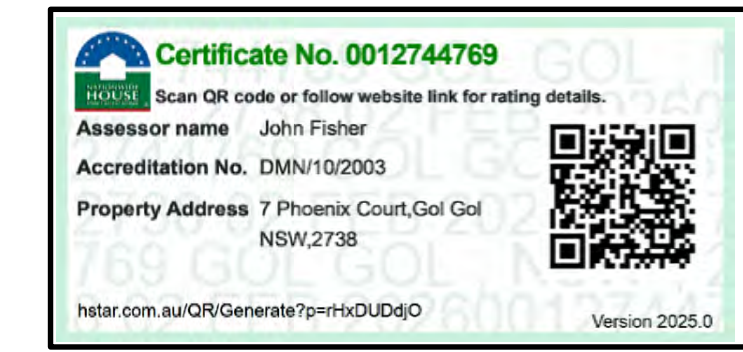 Certificate No. 0012744769
NATIONWIDE
HOUSE
Scan QR code or follow website link for rating details.
Assessor name John Fisher
Accreditation No. DMN/10/2003
Property Address 7 Phoenix Court,Gol Gol
NSW,2738
hstar.com.au/QR/Generate?p=rHxDUDdjO
Version 2025.0